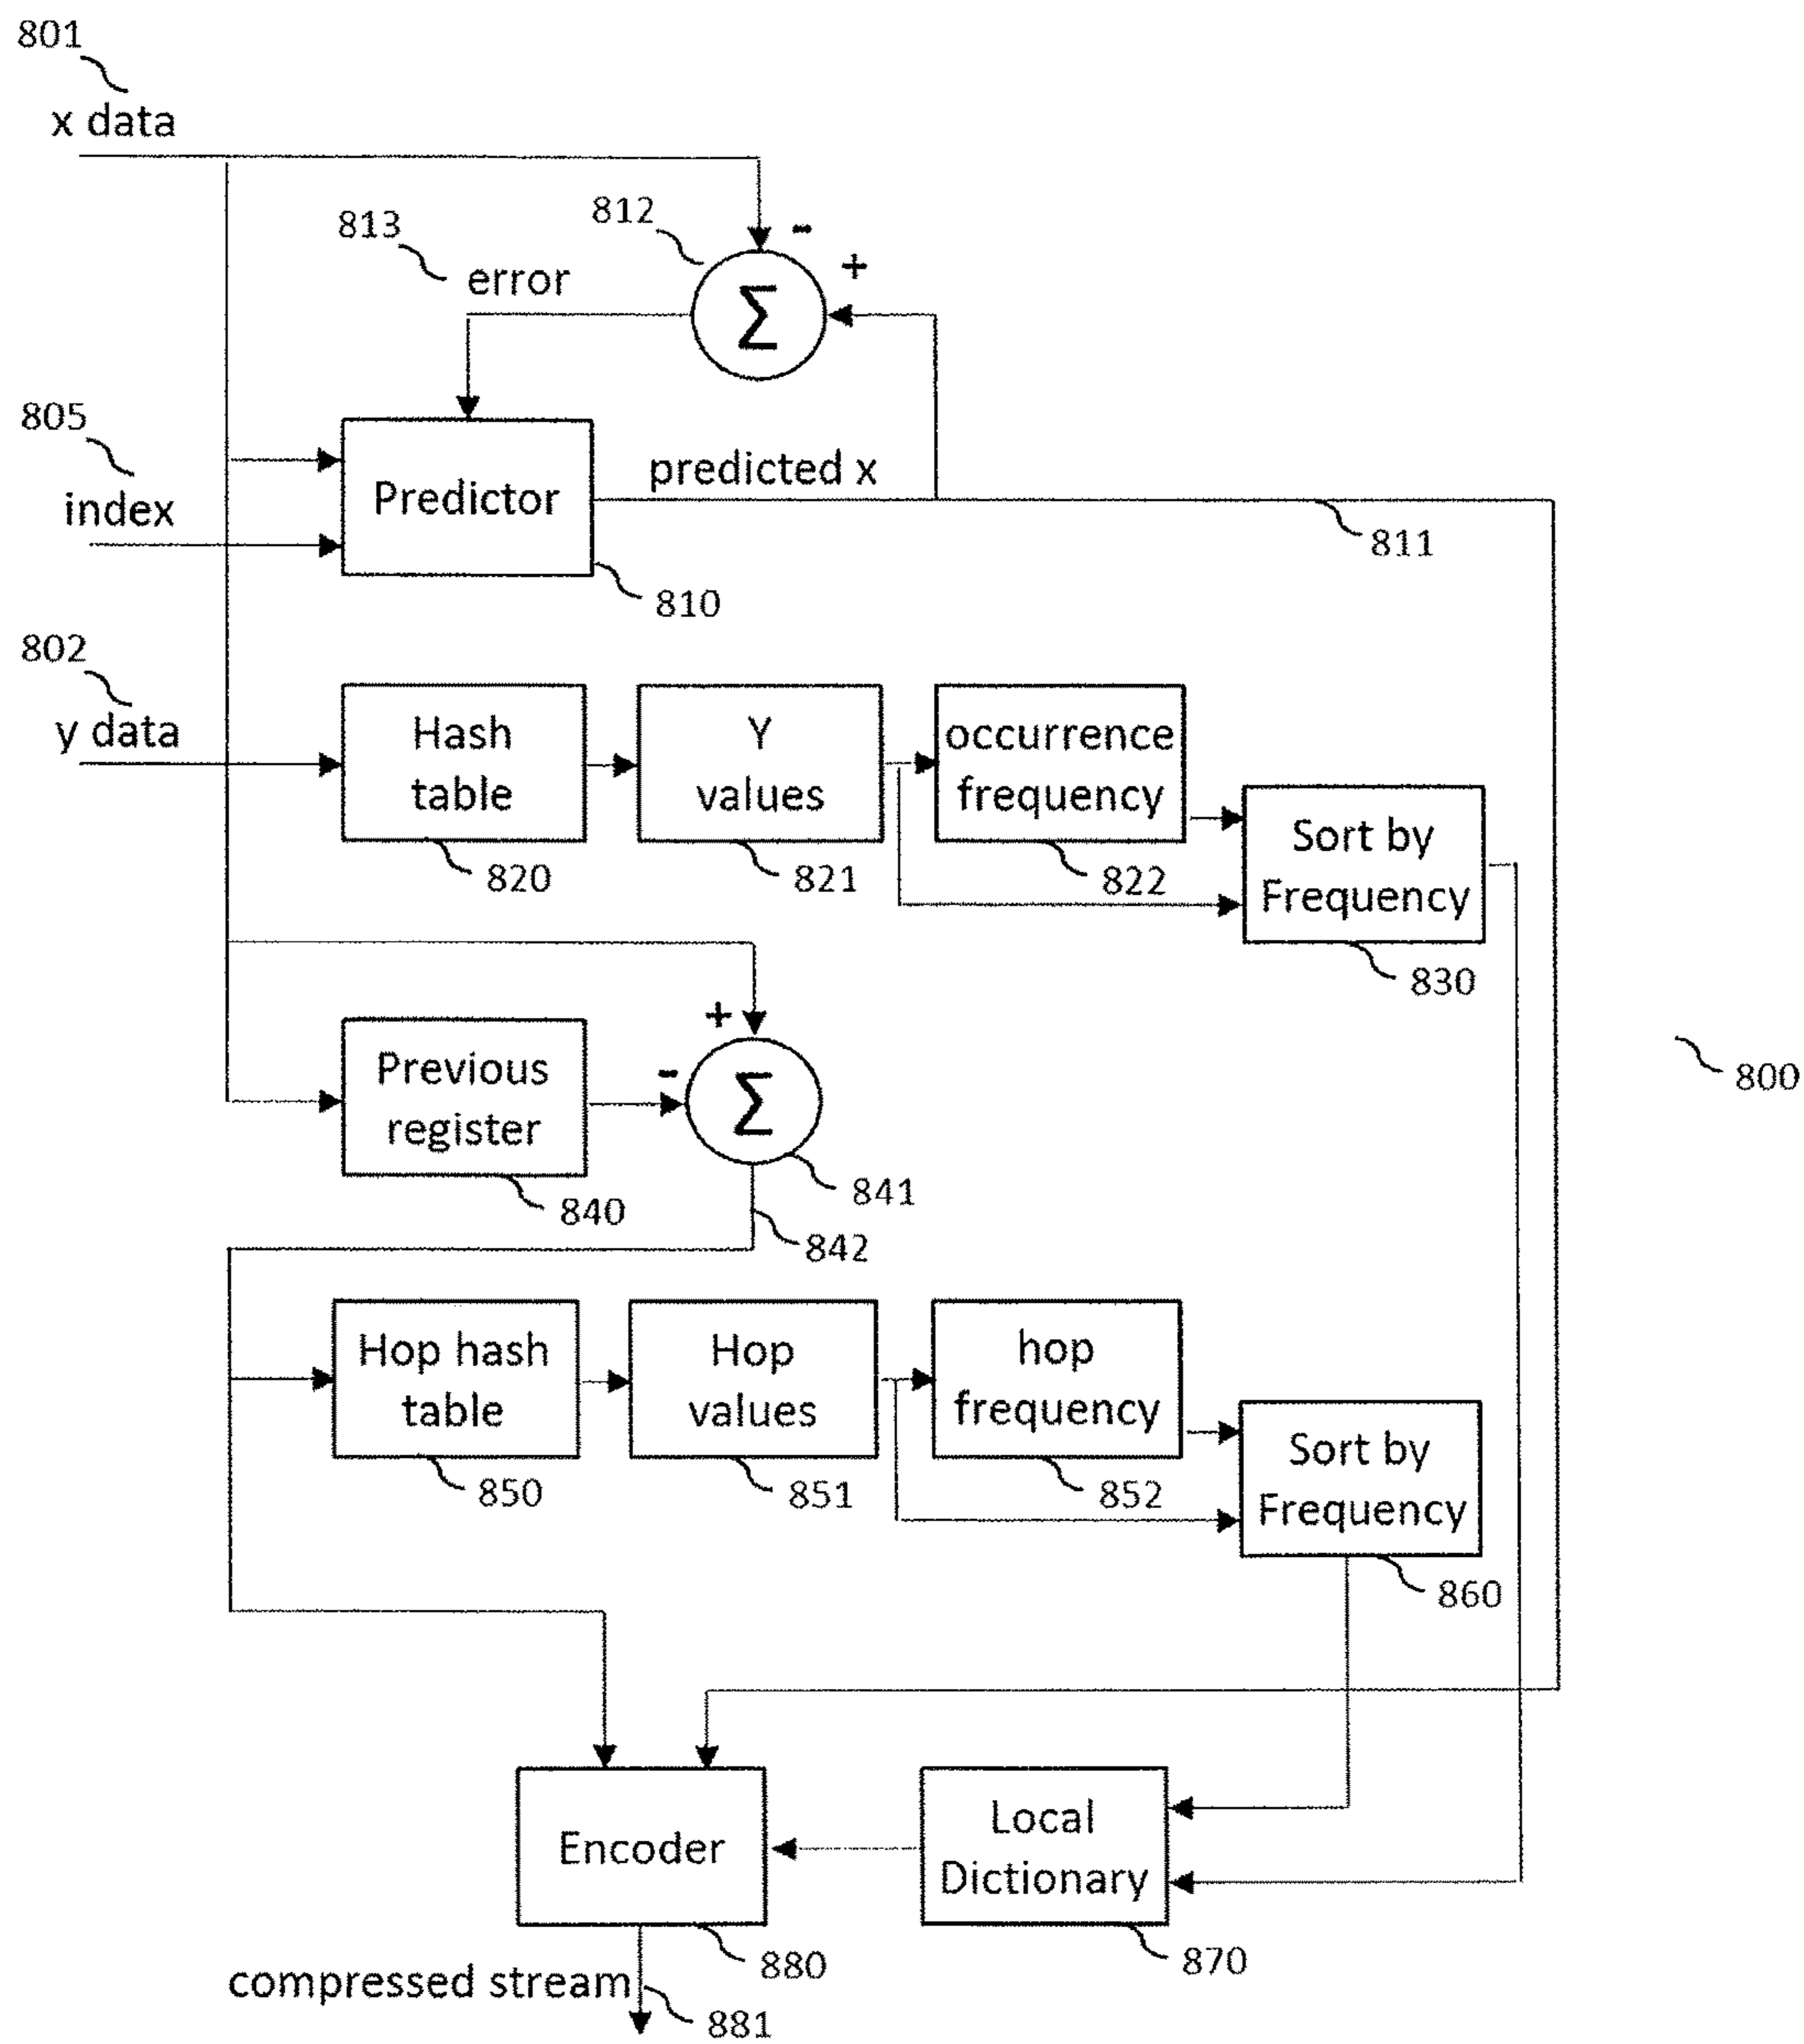 801
x data
813
812
-
+
error
Σ
805
index
Predictor
predicted x
811
810
802
y data
Hash
table
820
Y
values
821
occurrence
frequency
822
Sort by
Frequency
830
800
+
-
Previous
register
840
Σ
841
842
Hop hash
table
850
Hop
values
851
hop
frequency
852
Sort by
Frequency
860
Encoder
880
Local
Dictionary
870
compressed stream
881